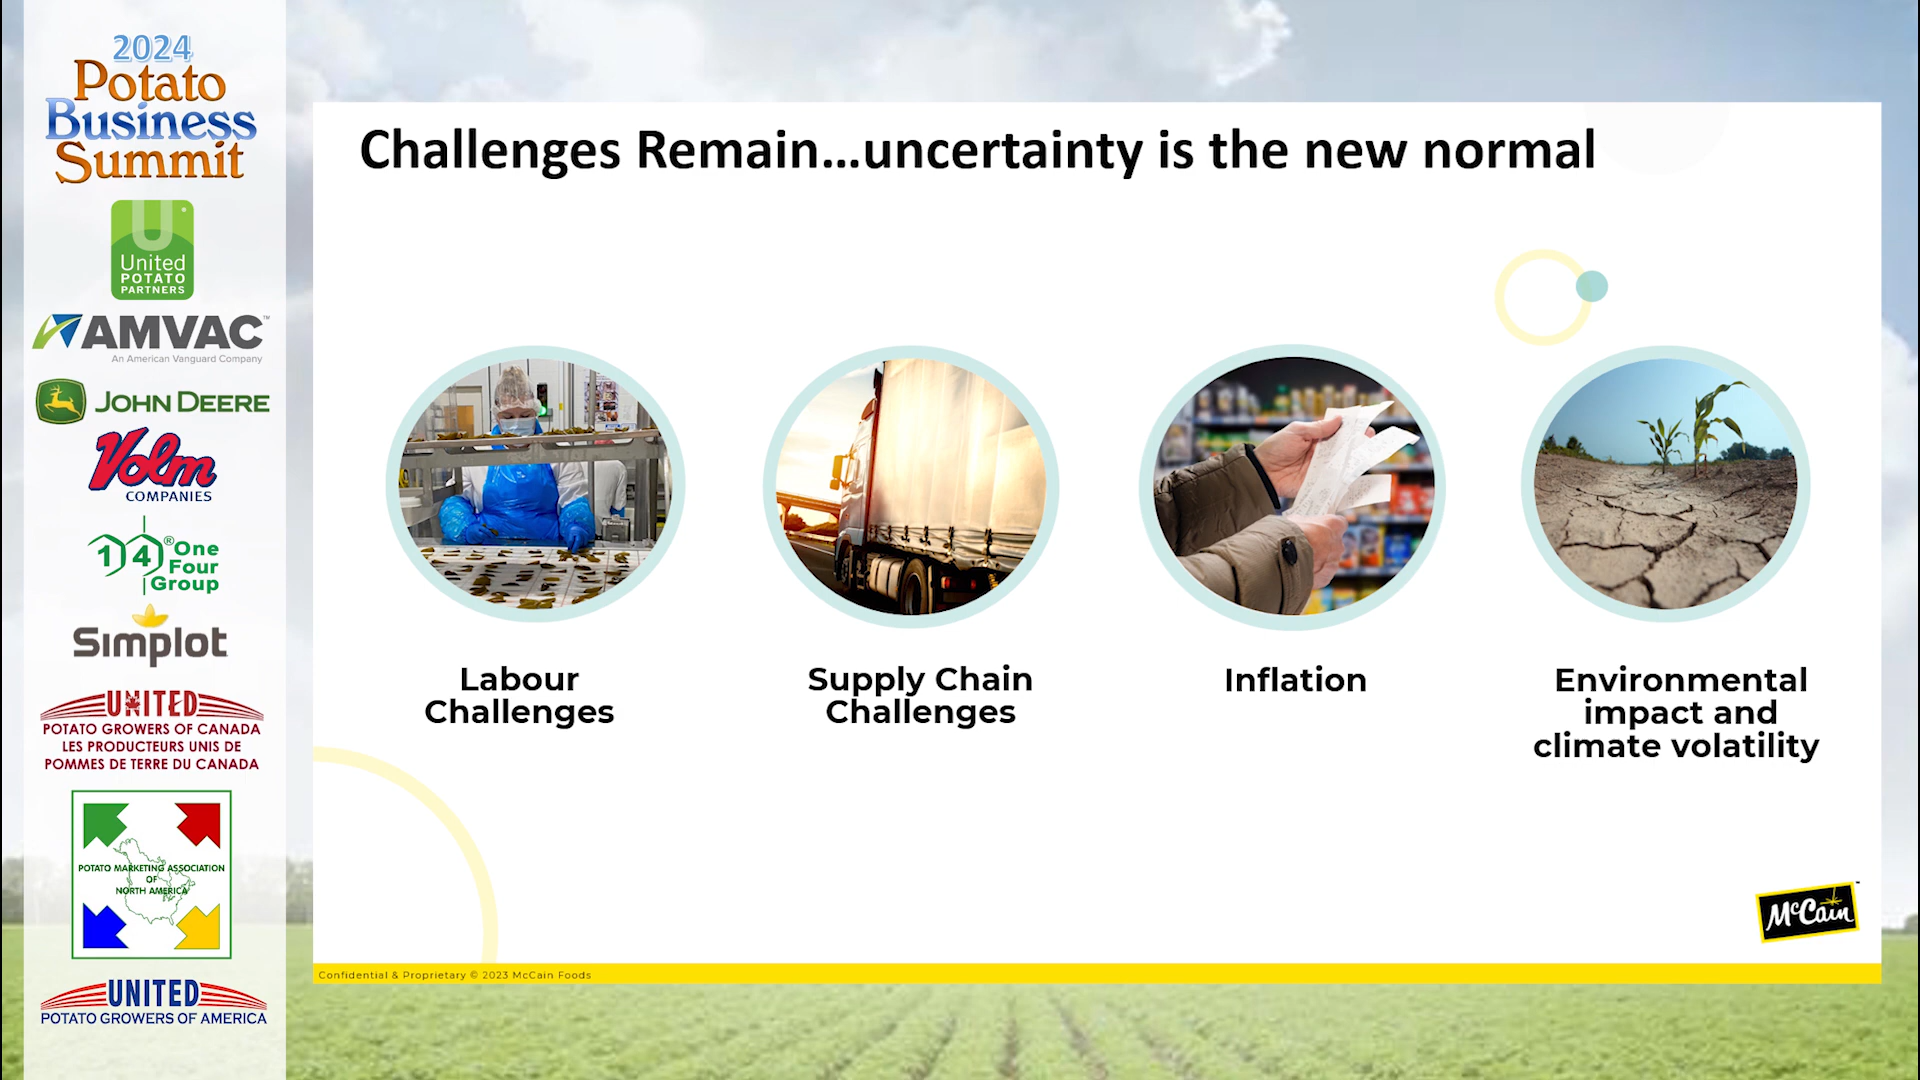 2024
Potato
Business
Summit
United
POTATO
PARTNERS
AMVAC™
An American Vanguard Company
JOHN DEERE
Volm
COMPANIES
14® One
Four
Group
Simplot
UNITED
POTATO GROWERS OF CANADA
LES PRODUCTEURS UNIS DE
POMMES DE TERRE DU CANADA
POTATO MARKETING ASSOCIATION
OF
NORTH AMERICA
UNITED
POTATO GROWERS OF AMERICA
Challenges Remain...uncertainty is the new normal
Labour
Challenges
Supply Chain
Challenges
Inflation
Environmental
impact and
climate volatility
McCain
Confidential & Proprietary © 2023 McCain Foods